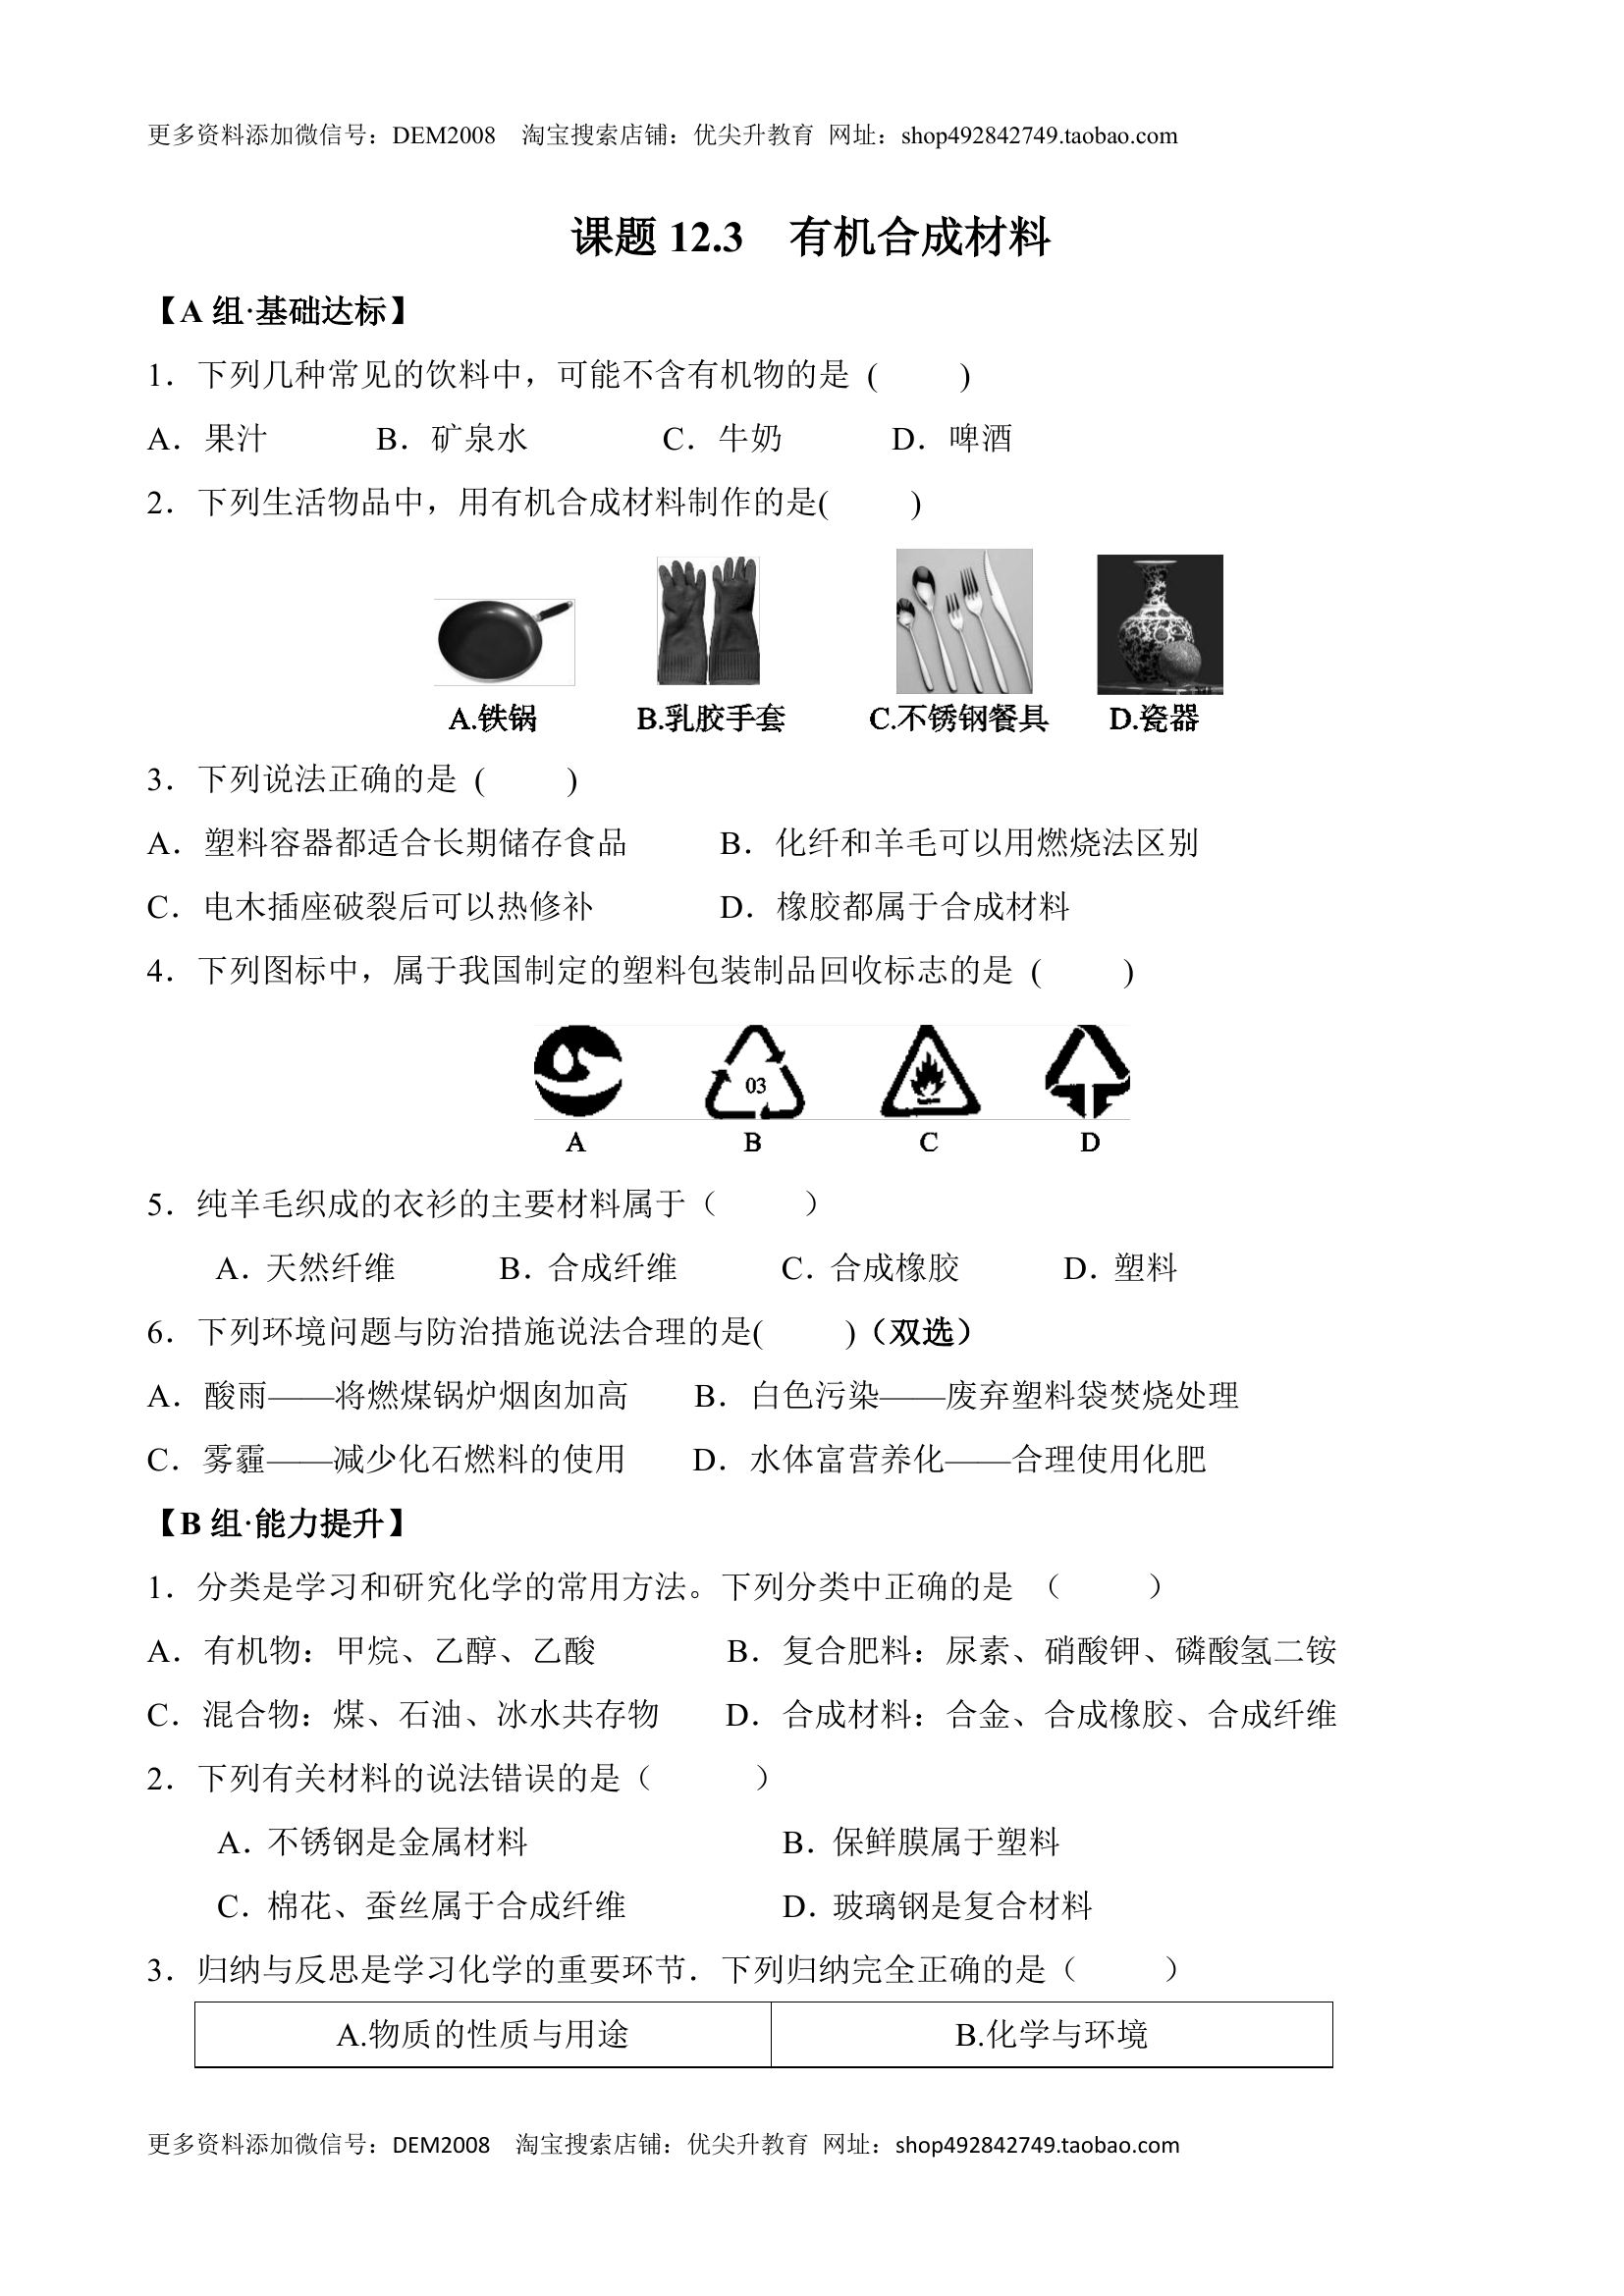 更多资料添加微信号：DEM2008 淘宝搜索店铺：优尖升教育 网址：shop492842749.taobao.com
课题 12.3 有机合成材料
【A 组·基础达标】
1．下列几种常见的饮料中，可能不含有机物的是 ( )
A．果汁 B．矿泉水 C．牛奶 D．啤酒
2．下列生活物品中，用有机合成材料制作的是( )
A.铁锅 B.乳胶手套 C.不锈钢餐具 D.瓷器
3．下列说法正确的是 ( )
A．塑料容器都适合长期储存食品 B．化纤和羊毛可以用燃烧法区别
C．电木插座破裂后可以热修补 D．橡胶都属于合成材料
4．下列图标中，属于我国制定的塑料包装制品回收标志的是 ( )
03
A B C D
5．纯羊毛织成的衣衫的主要材料属于（ ）
A．天然纤维 B．合成纤维 C．合成橡胶 D．塑料
6．下列环境问题与防治措施说法合理的是( )（双选）
A．酸雨——将燃煤锅炉烟囱加高 B．白色污染——废弃塑料袋焚烧处理
C．雾霾——减少化石燃料的使用 D．水体富营养化——合理使用化肥
【B 组·能力提升】
1．分类是学习和研究化学的常用方法。下列分类中正确的是 （ ）
A．有机物：甲烷、乙醇、乙酸 B．复合肥料：尿素、硝酸钾、磷酸氢二铵
C．混合物：煤、石油、冰水共存物 D．合成材料：合金、合成橡胶、合成纤维
2．下列有关材料的说法错误的是（ ）
A．不锈钢是金属材料 B．保鲜膜属于塑料
C．棉花、蚕丝属于合成纤维 D．玻璃钢是复合材料
3．归纳与反思是学习化学的重要环节．下列归纳完全正确的是（ ）
A.物质的性质与用途 B.化学与环境
更多资料添加微信号：DEM2008 淘宝搜索店铺：优尖升教育 网址：shop492842749.taobao.com